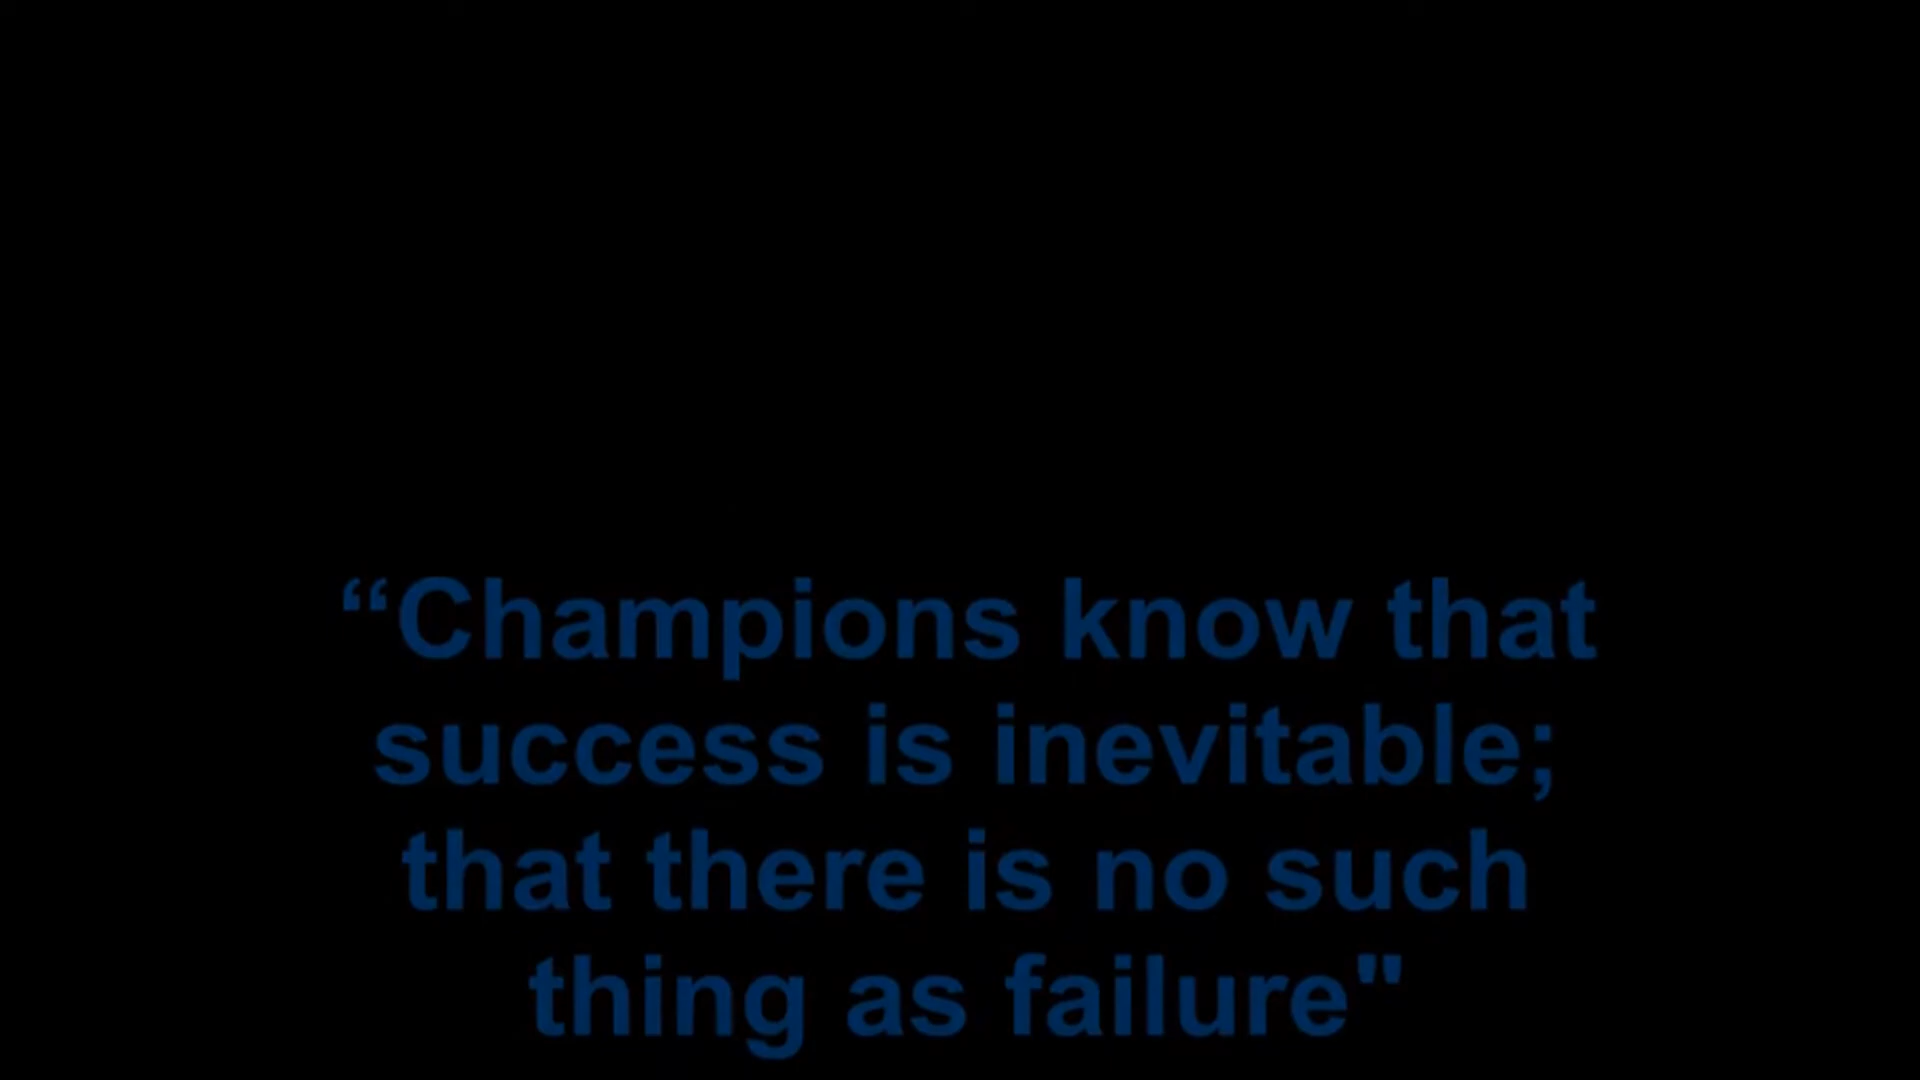 “Champions know that
success is inevitable;
that there is no such
thing as failure"